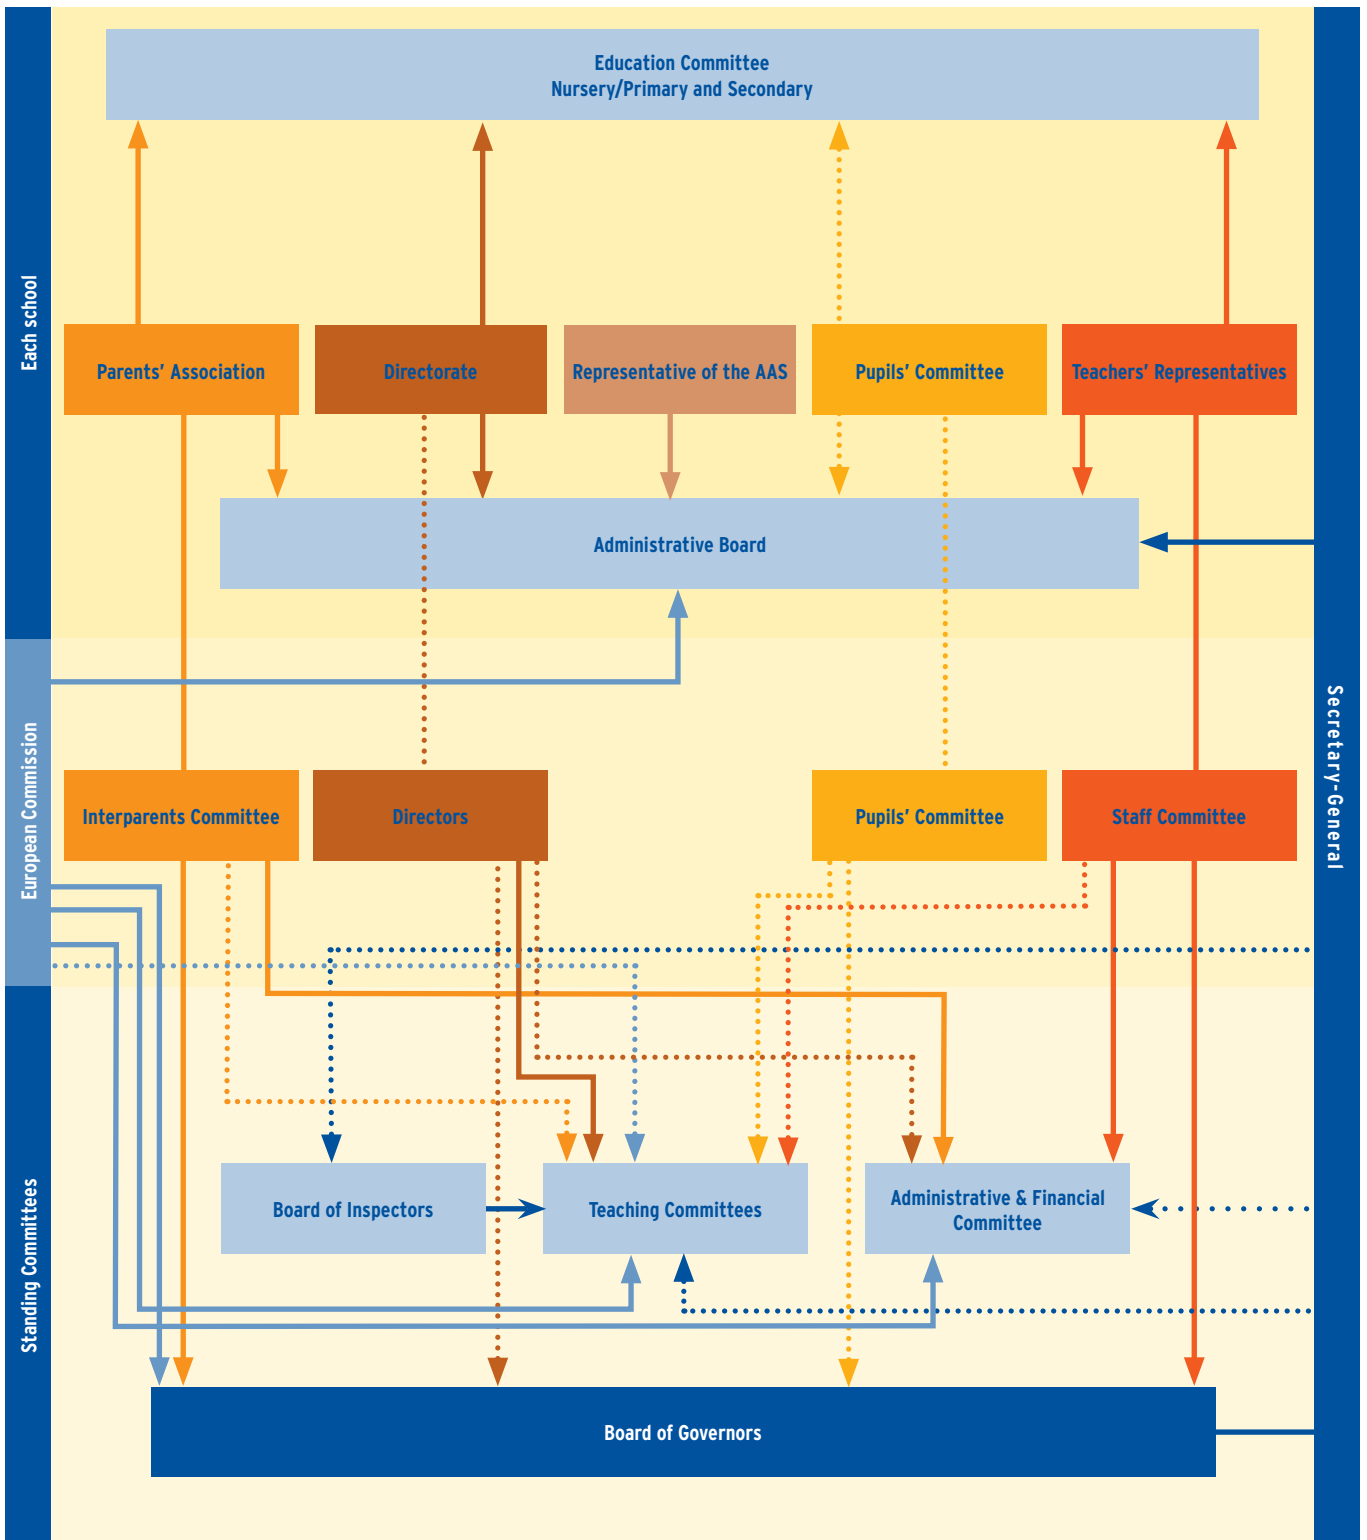 Education Committee
Nursery/Primary and Secondary
Each school
Parents’ Association
Directorate
Representative of the AAS
Pupils’ Committee
Teachers’ Representatives
Administrative Board
European Commission
Secretary-General
Interparents Committee
Directors
Pupils’ Committee
Staff Committee
Standing Committees
Board of Inspectors
Teaching Committees
Administrative & Financial
Committee
Board of Governors